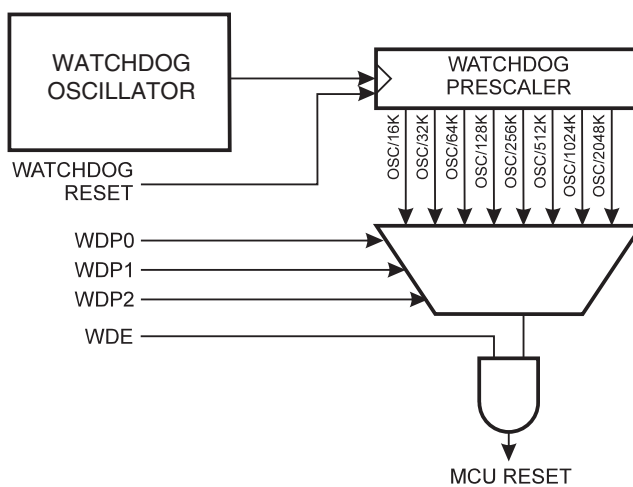 WATCHDOG
OSCILLATOR
WATCHDOG
PRESCALER
OSC/16K
OSC/32K
OSC/64K
OSC/128K
OSC/256K
OSC/512K
OSC/1024K
OSC/2048K
WATCHDOG
RESET
WDP0
WDP1
WDP2
WDE
MCU RESET